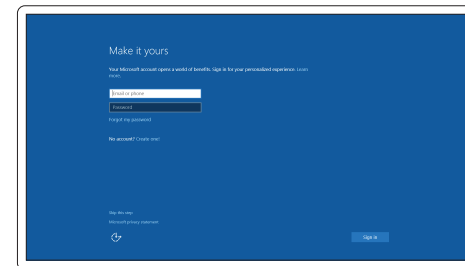 Make it yours
Your Microsoft account opens a world of benefits. Sign in for your personalized experience. Learn
more.
Email or phone
Password
Forgot my password
No account? Create one!
Skip this step
Microsoft privacy statement
Sign in